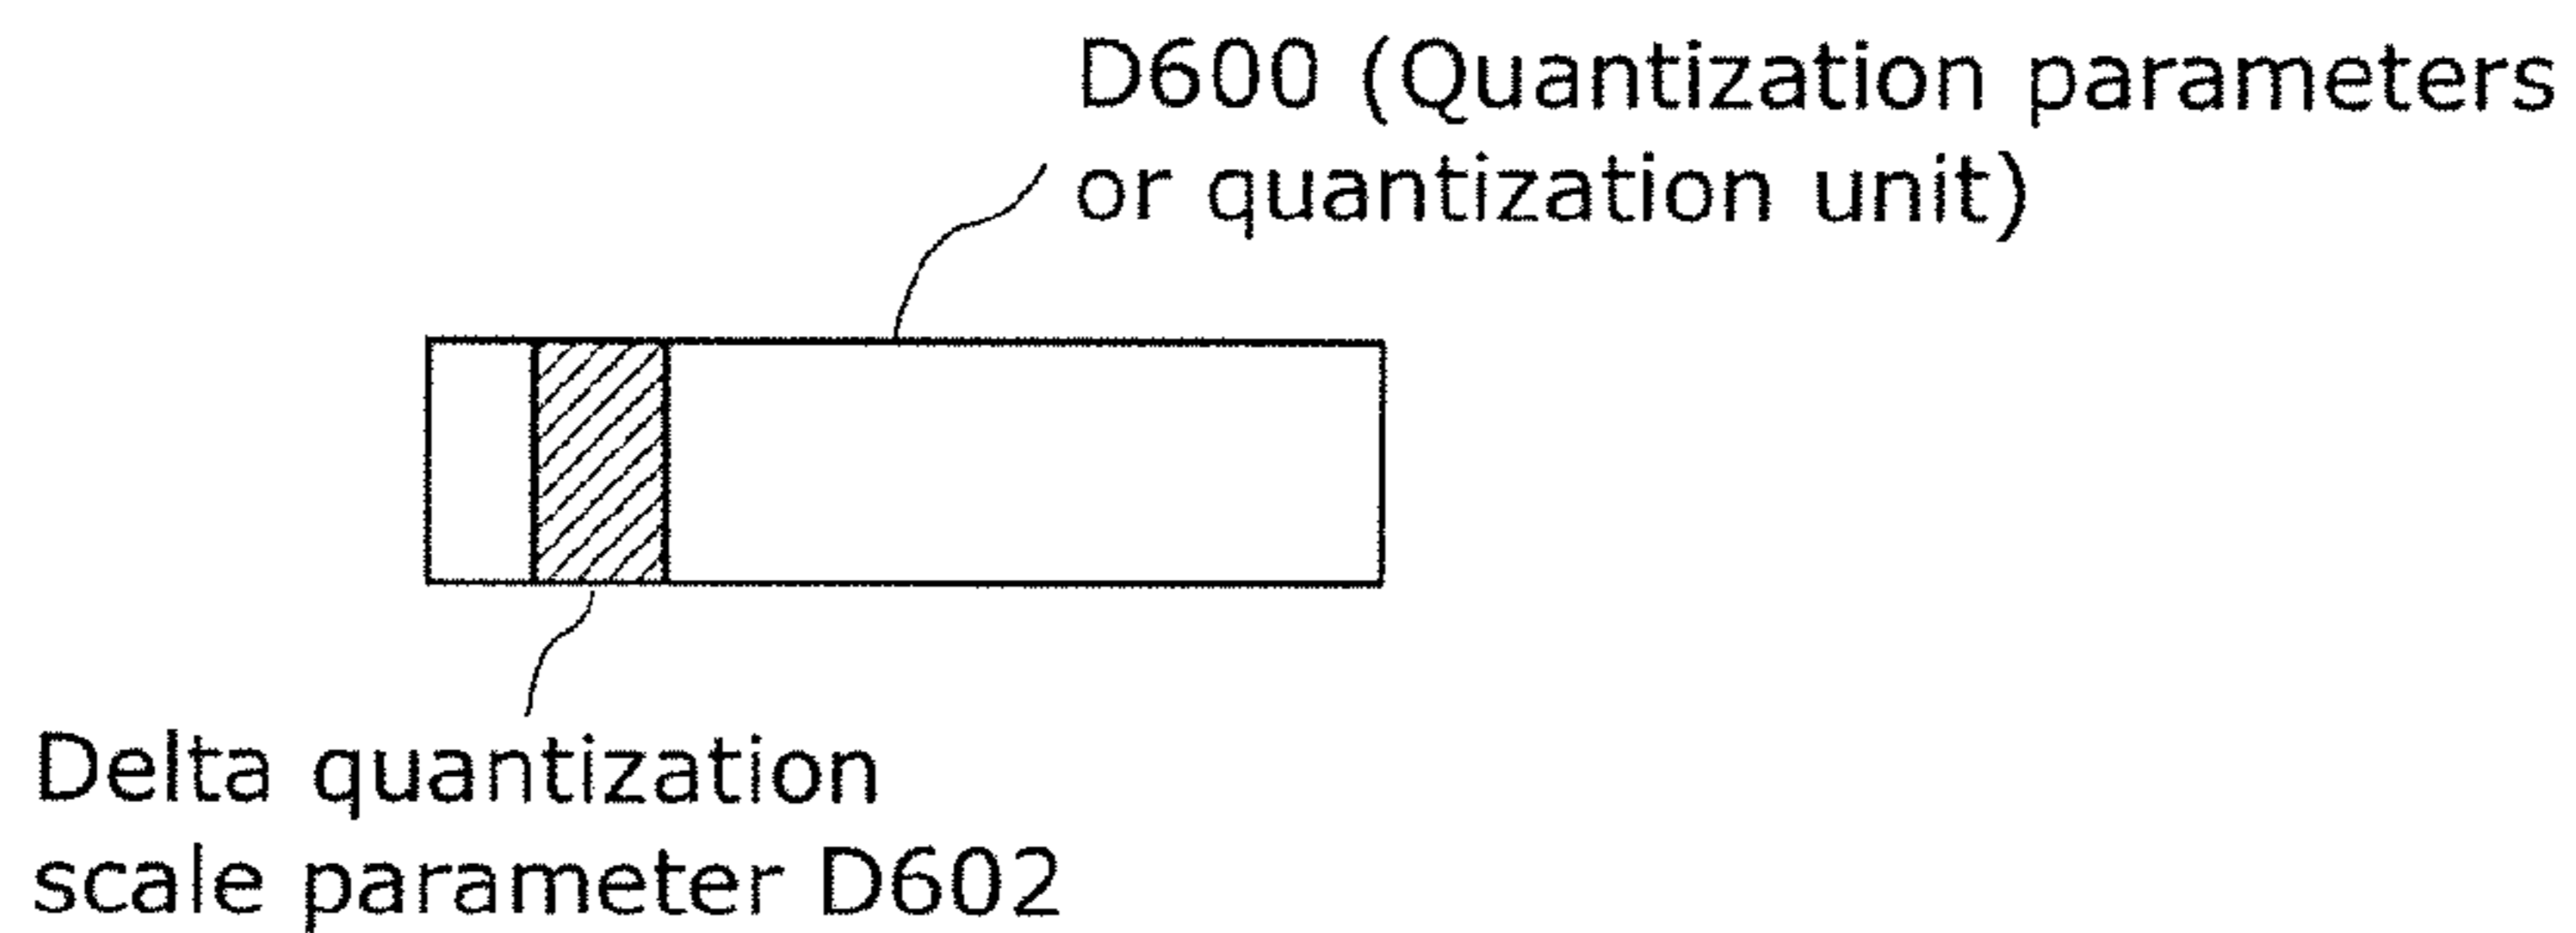 D600 (Quantization parameters
or quantization unit)
Delta quantization
scale parameter D602